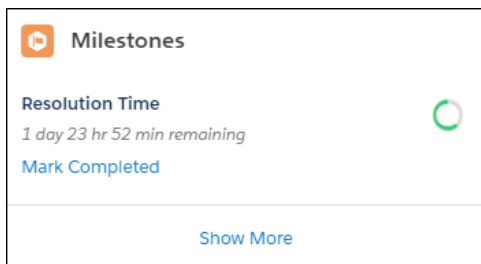 Milestones
Resolution Time
1 day 23 hr 52 min remaining
Mark Completed
Show More